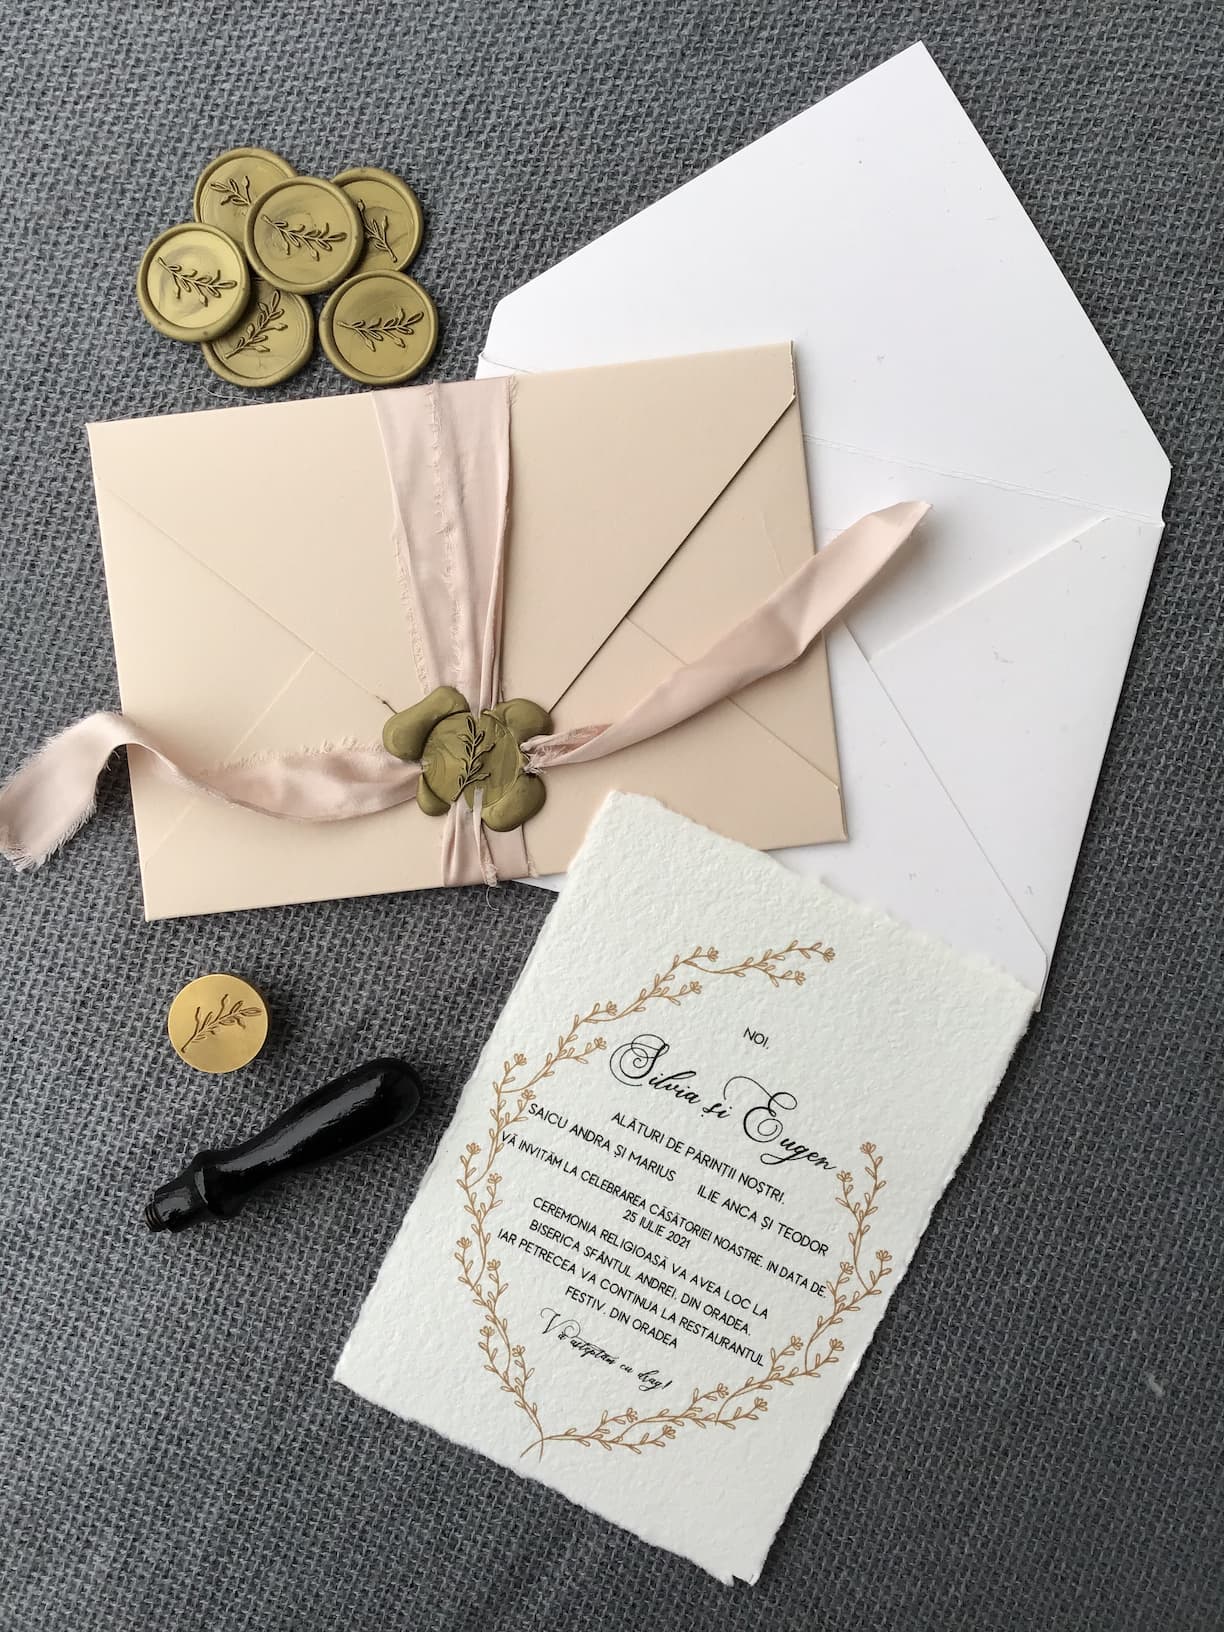 NOI,
Silvia și Eugen
ALĂTURI DE PĂRINTII NOȘTRI,
SAICU ANDRA ȘI MARIUS ILIE ANCA ȘI TEODOR
VĂ INVITĂM LA CELEBRAREA CĂSĂTORIEI NOASTRE, IN DATA DE,
25 IULIE 2021
CEREMONIA RELIGIOASĂ VA AVEA LOC LA
BISERICA SFÂNTUL ANDREI, DIN ORADEA,
IAR PETRECEA VA CONTINUA LA RESTAURANTUL
FESTIV, DIN ORADEA
Vă așteptăm cu drag!